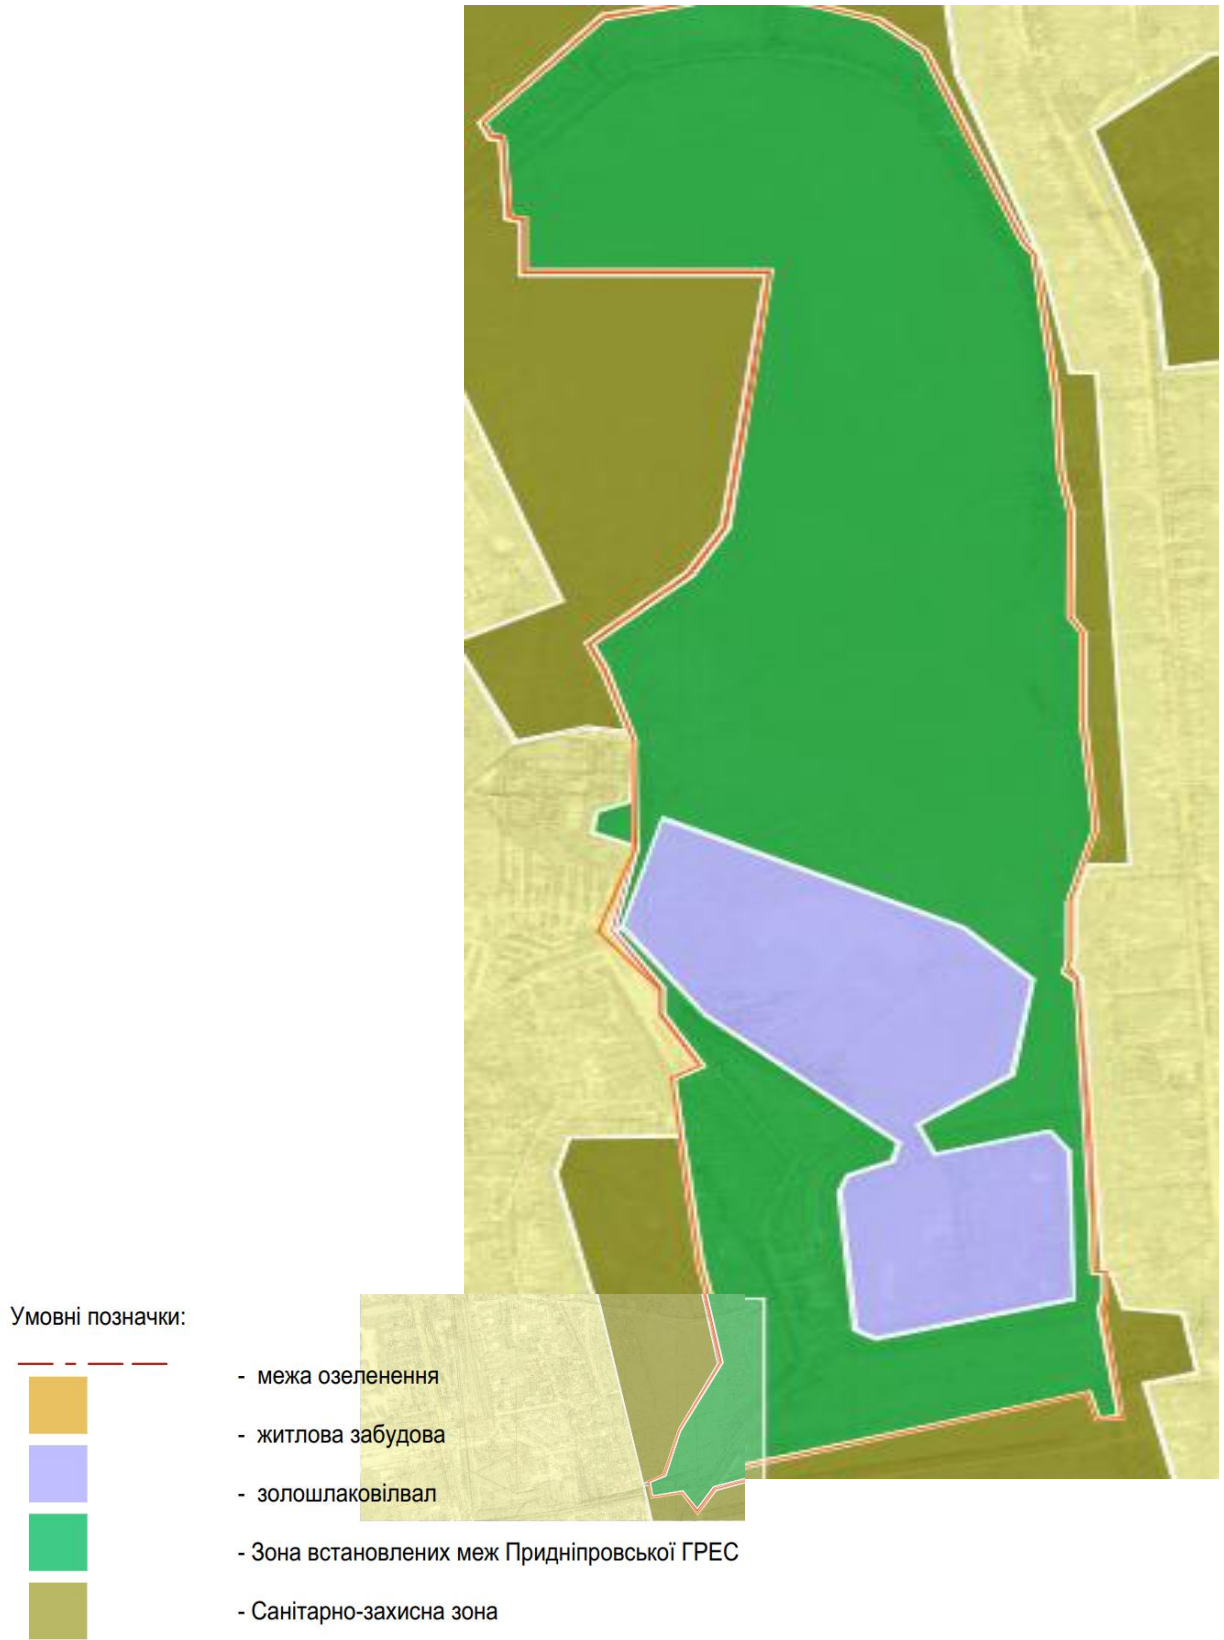 Умовні позначки:
- межа озеленення
- житлова забудова
- золошлаковілвал
- Зона встановлених меж Придніпровської ГРЕС
- Санітарно-захисна зона